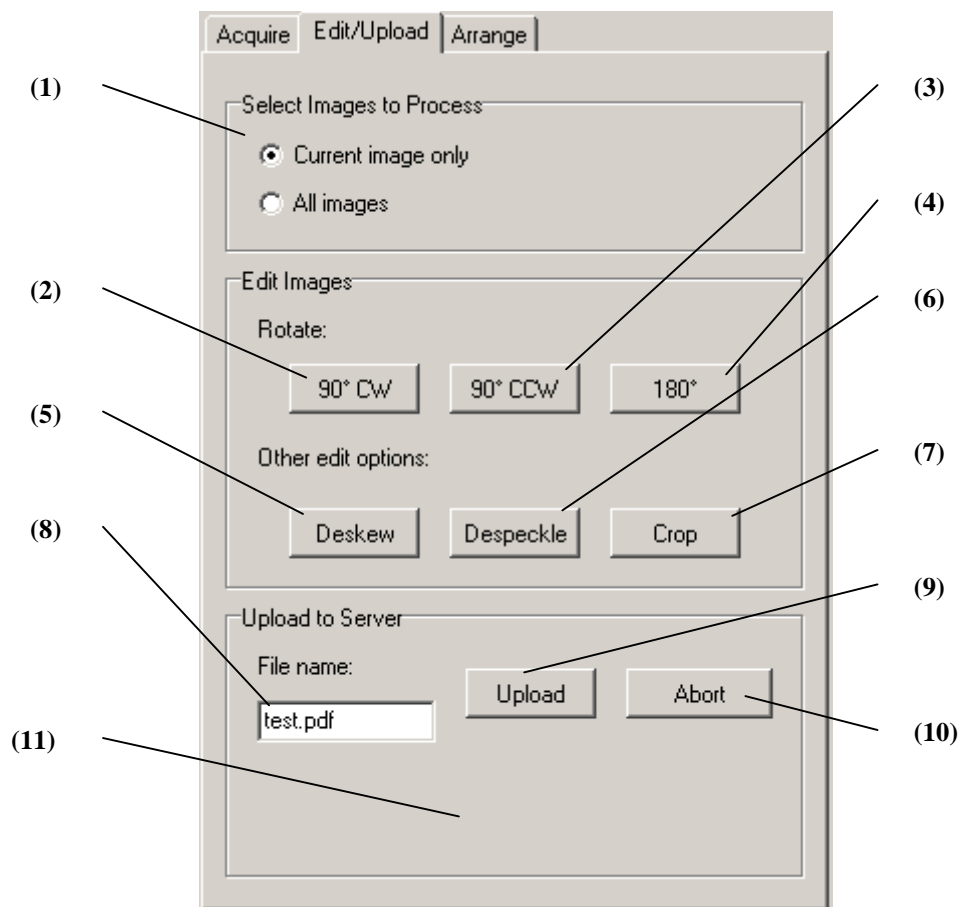 Acquire Edit/Upload Arrange
(1) Select Images to Process (3)
Current image only
All images (4)
(2) Edit Images (6)
Rotate:
90° CW 90° CCW 180°
(5) Other edit options: (7)
(8) Deskew Despeckle Crop
(9)
Upload to Server
File name:
Upload Abort
test.pdf
(11) (10)